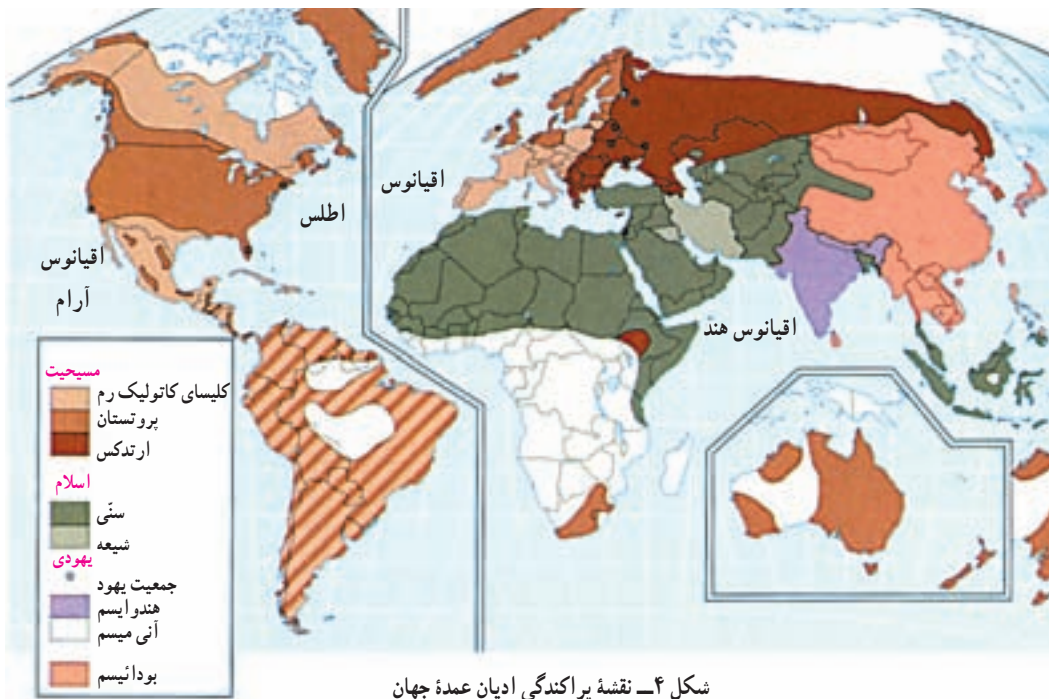 اقیانوس
اطلس
اقیانوس
آرام
اقیانوس هند
مسیحیت
کلیسای کاتولیک رم
پروتستان
ارتدکس
اسلام
سنّی
شیعه
یهودی
جمعیت یهود
هندوایسم
آنی میسم
بودائیسم
شکل ۴ــ نقشهٔ پراکندگی ادیان عمدهٔ جهان